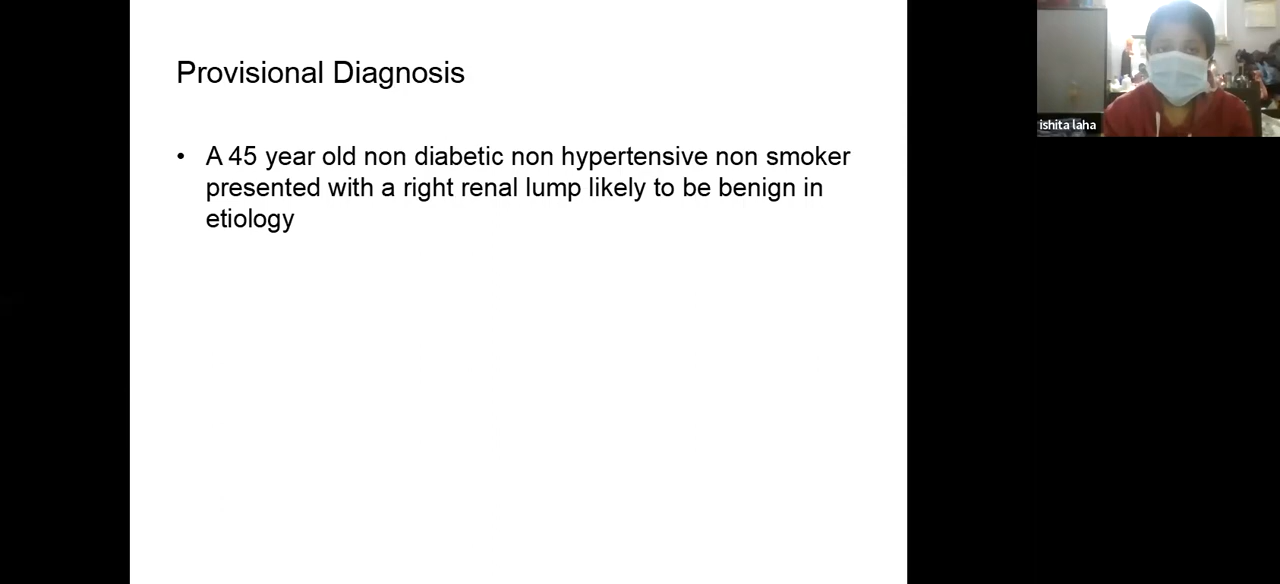 Provisional Diagnosis
• A 45 year old non diabetic non hypertensive non smoker
presented with a right renal lump likely to be benign in
etiology
ishita laha